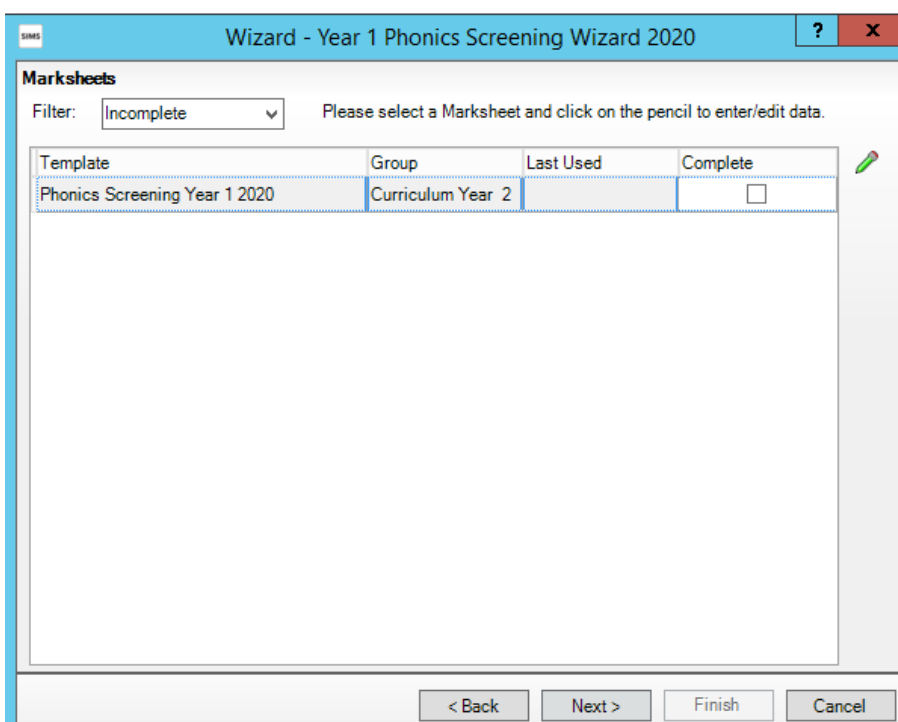 SIMS Wizard - Year 1 Phonics Screening Wizard 2020 ? x
Marksheets
Filter: Incomplete Please select a Marksheet and click on the pencil to enter/edit data.
Template Group Last Used Complete
Phonics Screening Year 1 2020 Curriculum Year 2
< Back Next > Finish Cancel